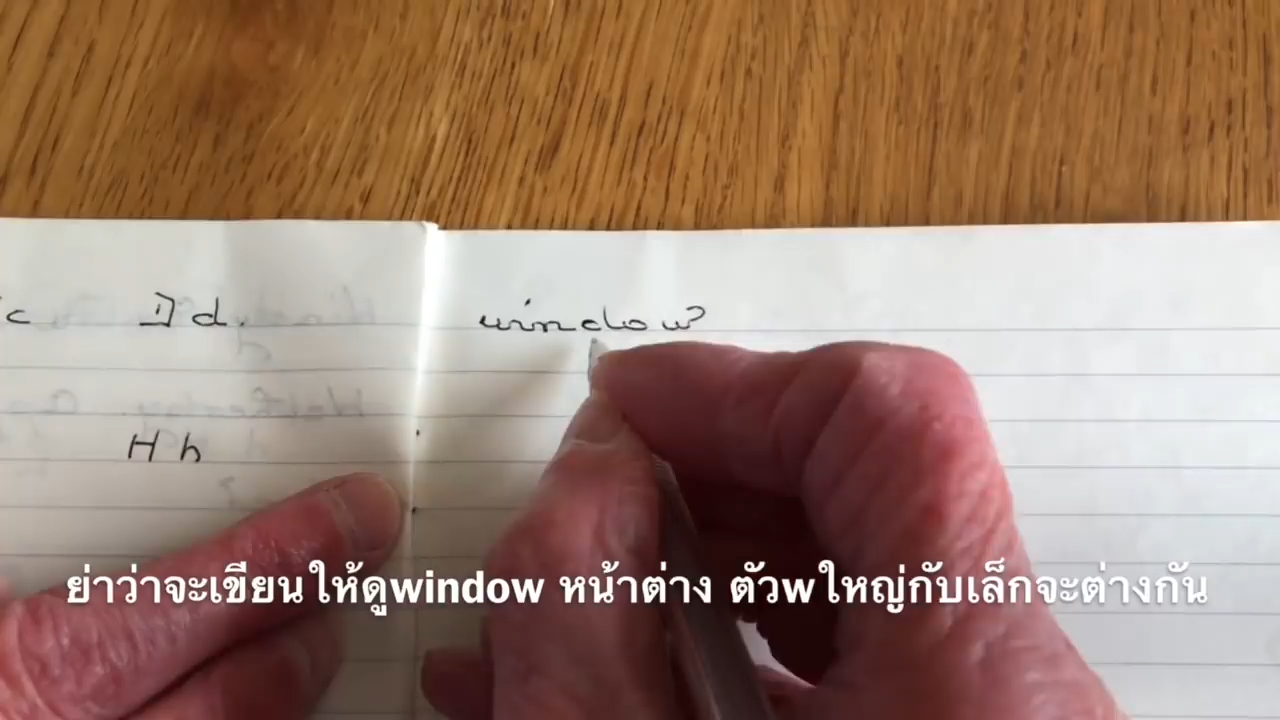 c D d. window
H h
ย่าว่าจะเขียนให้ดูwindow หน้าต่าง ตัวwใหญ่กับเล็กจะต่างกัน